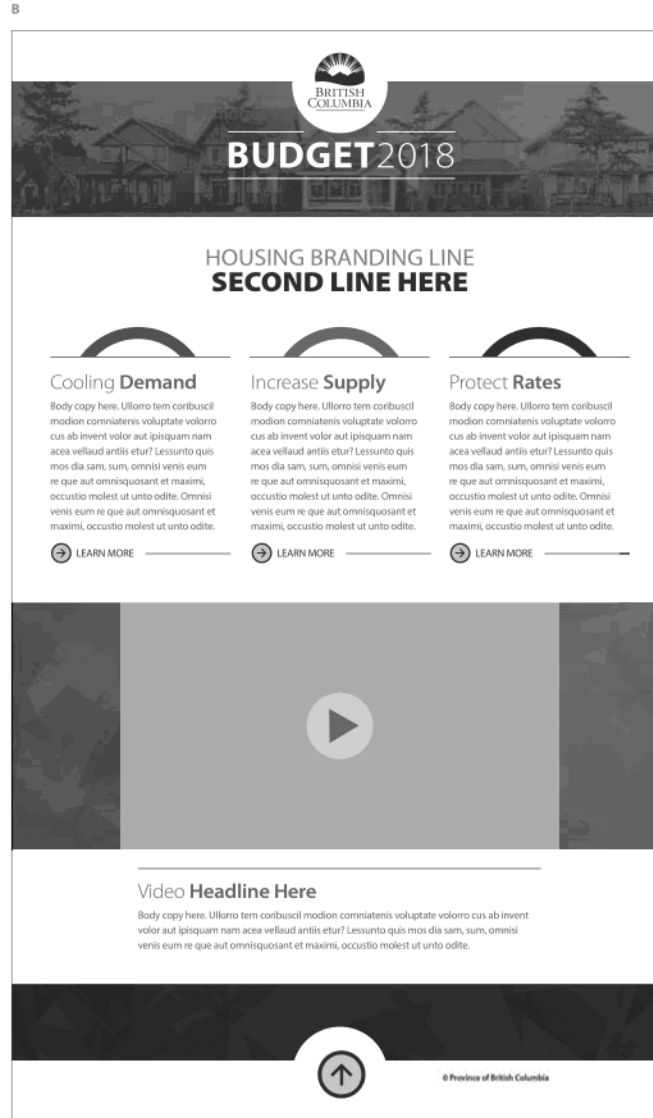 B
BRITISH
COLUMBIA
BUDGET2018
HOUSING BRANDING LINE
SECOND LINE HERE
Cooling Demand
Body copy here. Ullorro tem coribuscil
modion comniatenis voluptate volorro
cus ab invent volor aut ipisquam nam
acea vellaud antiis etur? Lessunto quis
mos dia sam, sum, omnisi venis eum
re que aut omnisquosant et maximi,
occustio molest ut unto odite. Omnisi
venis eum re que aut omnisquosant et
maximi, occustio molest ut unto odite.
LEARN MORE
Increase Supply
Body copy here. Ullorro tem coribuscil
modion comniatenis voluptate volorro
cus ab invent volor aut ipisquam nam
acea vellaud antiis etur? Lessunto quis
mos dia sam, sum, omnisi venis eum
re que aut omnisquosant et maximi,
occustio molest ut unto odite. Omnisi
venis eum re que aut omnisquosant et
maximi, occustio molest ut unto odite.
LEARN MORE
Protect Rates
Body copy here. Ullorro tem coribuscil
modion comniatenis voluptate volorro
cus ab invent volor aut ipisquam nam
acea vellaud antiis etur? Lessunto quis
mos dia sam, sum, omnisi venis eum
re que aut omnisquosant et maximi,
occustio molest ut unto odite. Omnisi
venis eum re que aut omnisquosant et
maximi, occustio molest ut unto odite.
LEARN MORE
Video Headline Here
Body copy here. Ullorro tem coribuscil modion comniatenis voluptate volorro cus ab invent
volor aut ipisquam nam acea vellaud antiis etur? Lessunto quis mos dia sam, sum, omnisi
venis eum re que aut omnisquosant et maximi, occustio molest ut unto odite.
© Province of British Columbia